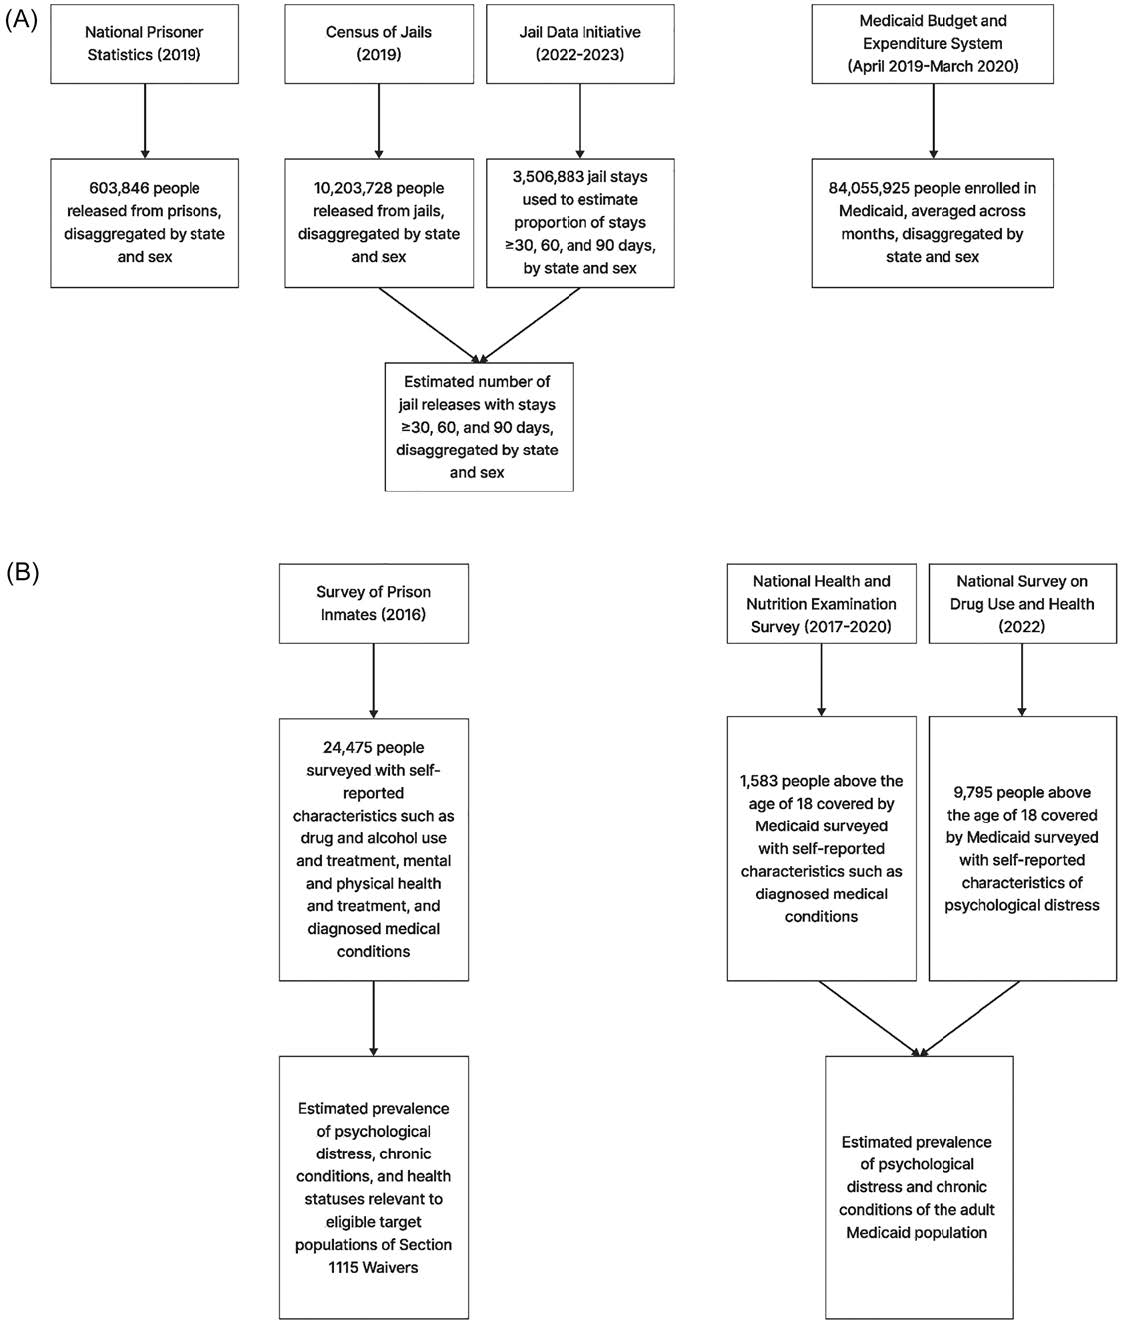 (A)
National Prisoner
Statistics (2019)
Census of Jails
(2019)
Jail Data Initiative
(2022-2023)
Medicaid Budget and
Expenditure System
(April 2019-March 2020)
603,846 people
released from prisons,
disaggregated by state
and sex
10,203,728 people
released from jails,
disaggregated by state
and sex
3,506,883 jail stays
used to estimate
proportion of stays
≥30, 60, and 90 days,
by state and sex
84,055,925 people enrolled in
Medicaid, averaged across
months, disaggregated by
state and sex
Estimated number of
jail releases with stays
≥30, 60, and 90 days,
disaggregated by state
and sex
(B)
Survey of Prison
Inmates (2016)
National Health and
Nutrition Examination
Survey (2017-2020)
National Survey on
Drug Use and Health
(2022)
24,475 people
surveyed with self-
reported
characteristics such as
drug and alcohol use
and treatment, mental
and physical health
and treatment, and
diagnosed medical
conditions
1,583 people above the
age of 18 covered by
Medicaid surveyed
with self-reported
characteristics such as
diagnosed medical
conditions
9,795 people above
the age of 18 covered
by Medicaid surveyed
with self-reported
characteristics of
psychological distress
Estimated prevalence
of psychological
distress, chronic
conditions, and health
statuses relevant to
eligible target
populations of Section
1115 Waivers
Estimated prevalence
of psychological
distress and chronic
conditions of the adult
Medicaid population